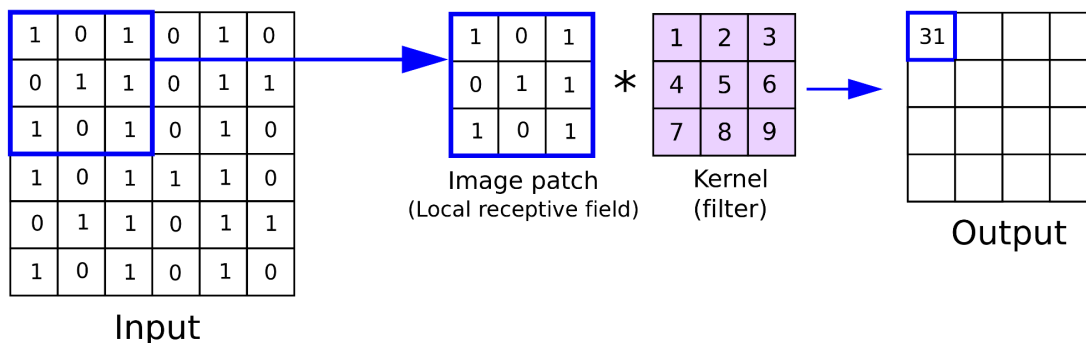 1 0 1 0 1 0
0 1 1 0 1 1
1 0 1 0 1 0
1 0 1 1 1 0
0 1 1 0 1 1
1 0 1 0 1 0
Input
1 0 1
0 1 1
1 0 1
Image patch
(Local receptive field)
*
1 2 3
4 5 6
7 8 9
Kernel
(filter)
31
Output